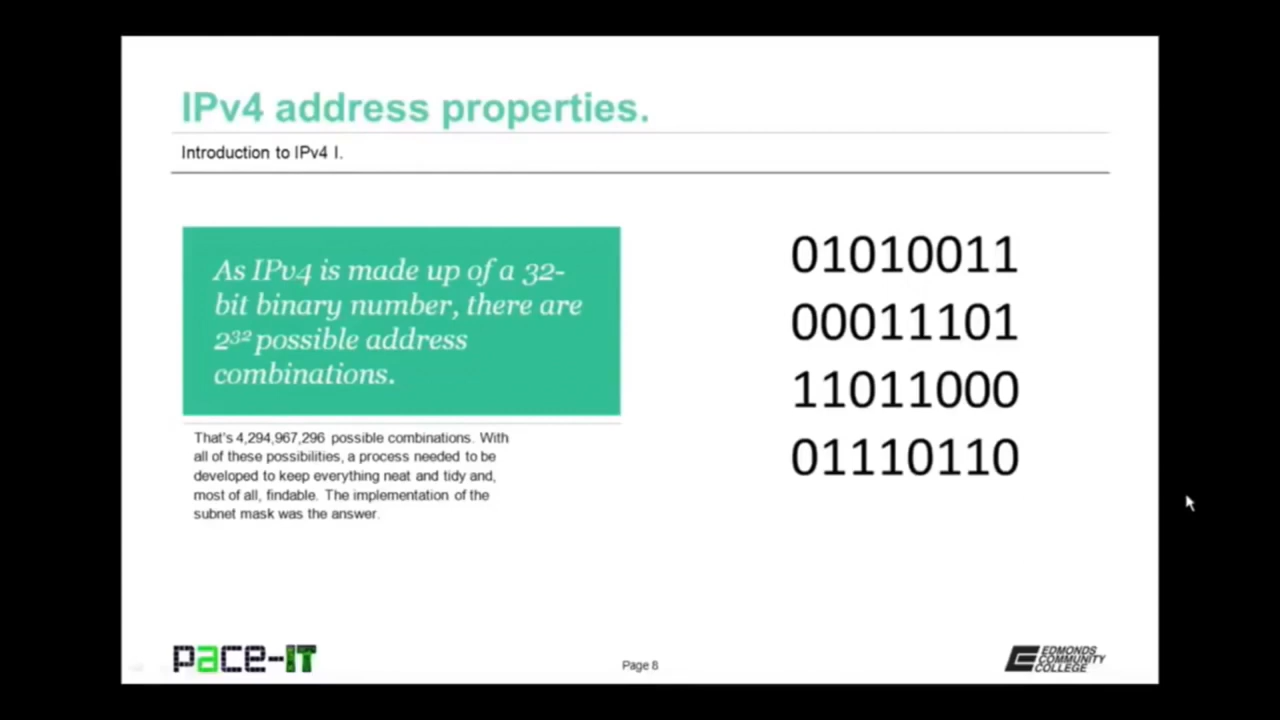 IPv4 address properties.
Introduction to IPv4 I.
As IPv4 is made up of a 32-
bit binary number, there are
2³² possible address
combinations.
That's 4,294,967,296 possible combinations. With
all of these possibilities, a process needed to be
developed to keep everything neat and tidy and,
most of all, findable. The implementation of the
subnet mask was the answer.
01010011
00011101
11011000
01110110
pace-IT
Page 8
EDMONDS
COMMUNITY
COLLEGE